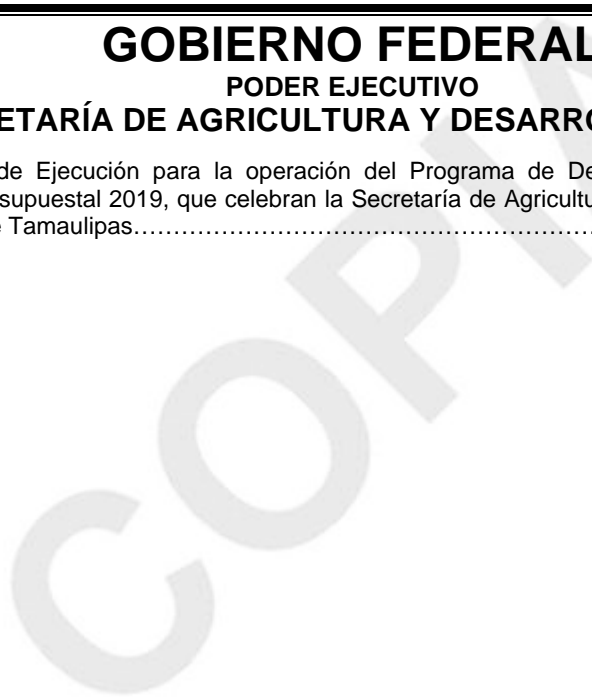 GOBIERNO FEDERAL
PODER EJECUTIVO
ETARÍA DE AGRICULTURA Y DESARRO
de Ejecución para la operación del Programa de De
supuestal 2019, que celebran la Secretaría de Agricultu
e Tamaulipas……………………………………………………
COPIA